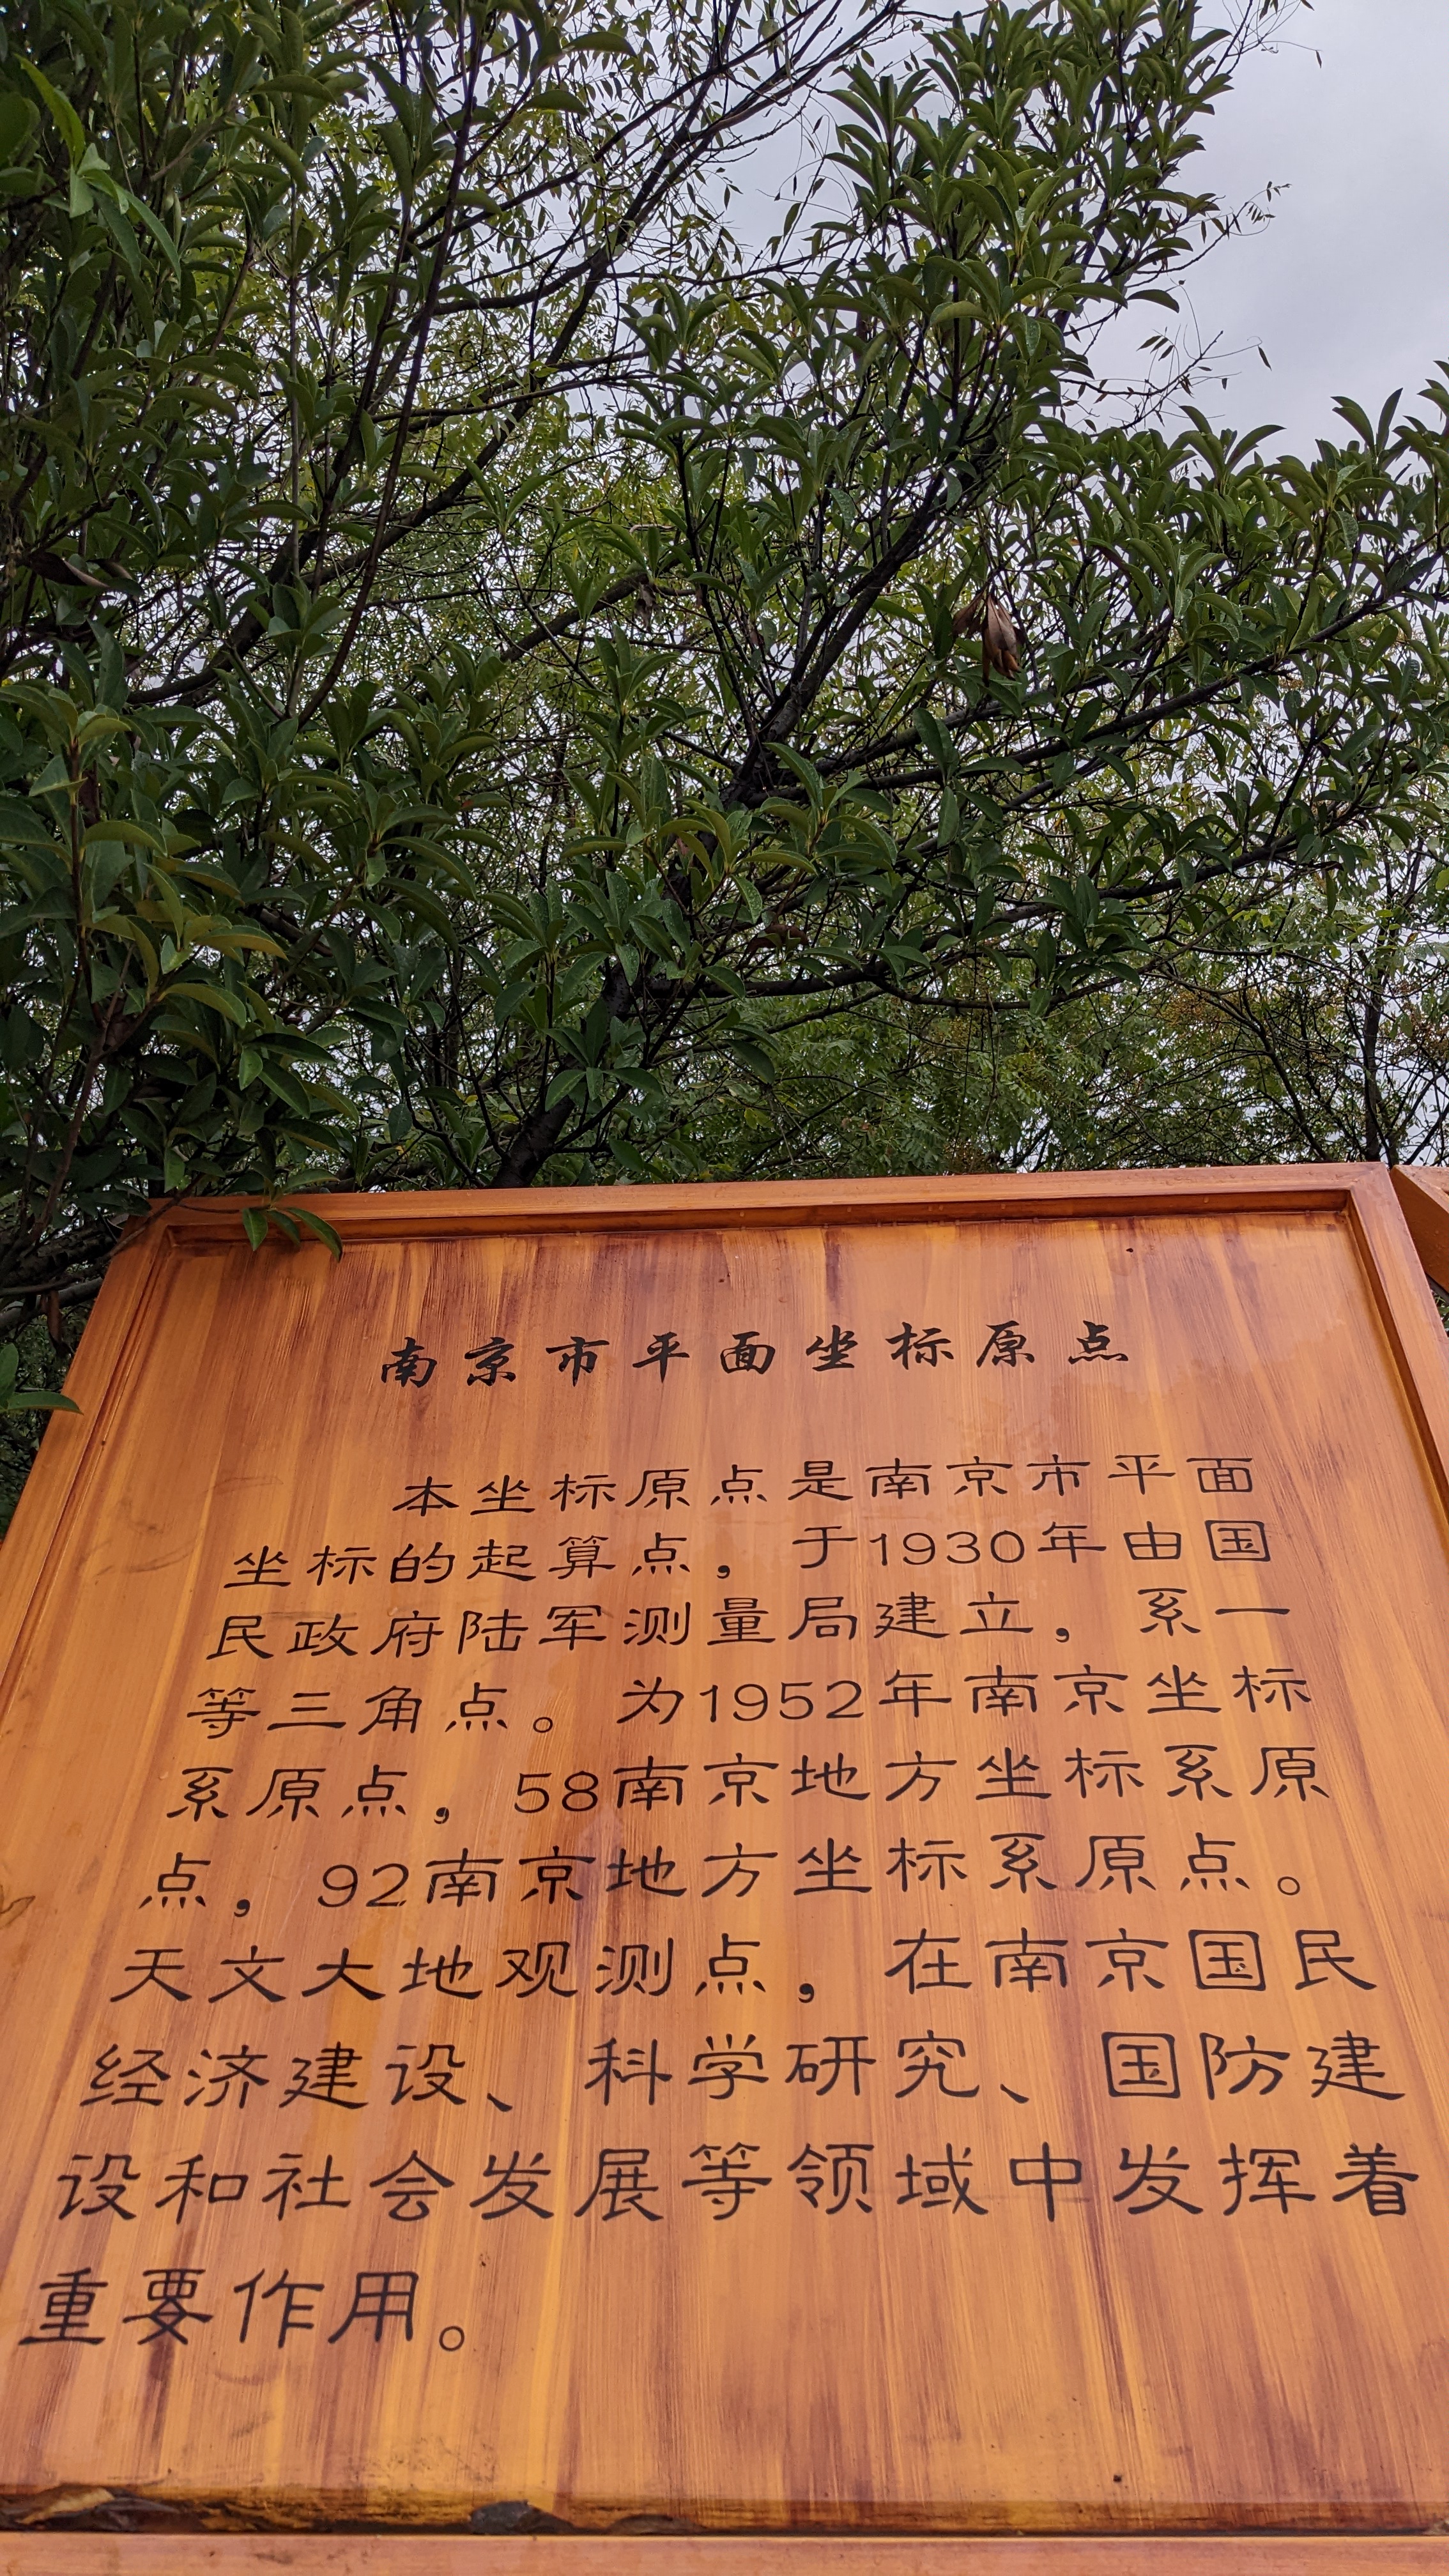 南京市平面坐标原点
本坐标原点是南京市平面
坐标的起算点，于1930年由国
民政府陆军测量局建立，系一
等三角点。为1952年南京坐标
系原点，58南京地方坐标系原
点，92南京地方坐标系原点。
天文大地观测点，在南京国民
经济建设、科学研究、国防建
设和社会发展等领域中发挥着
重要作用。